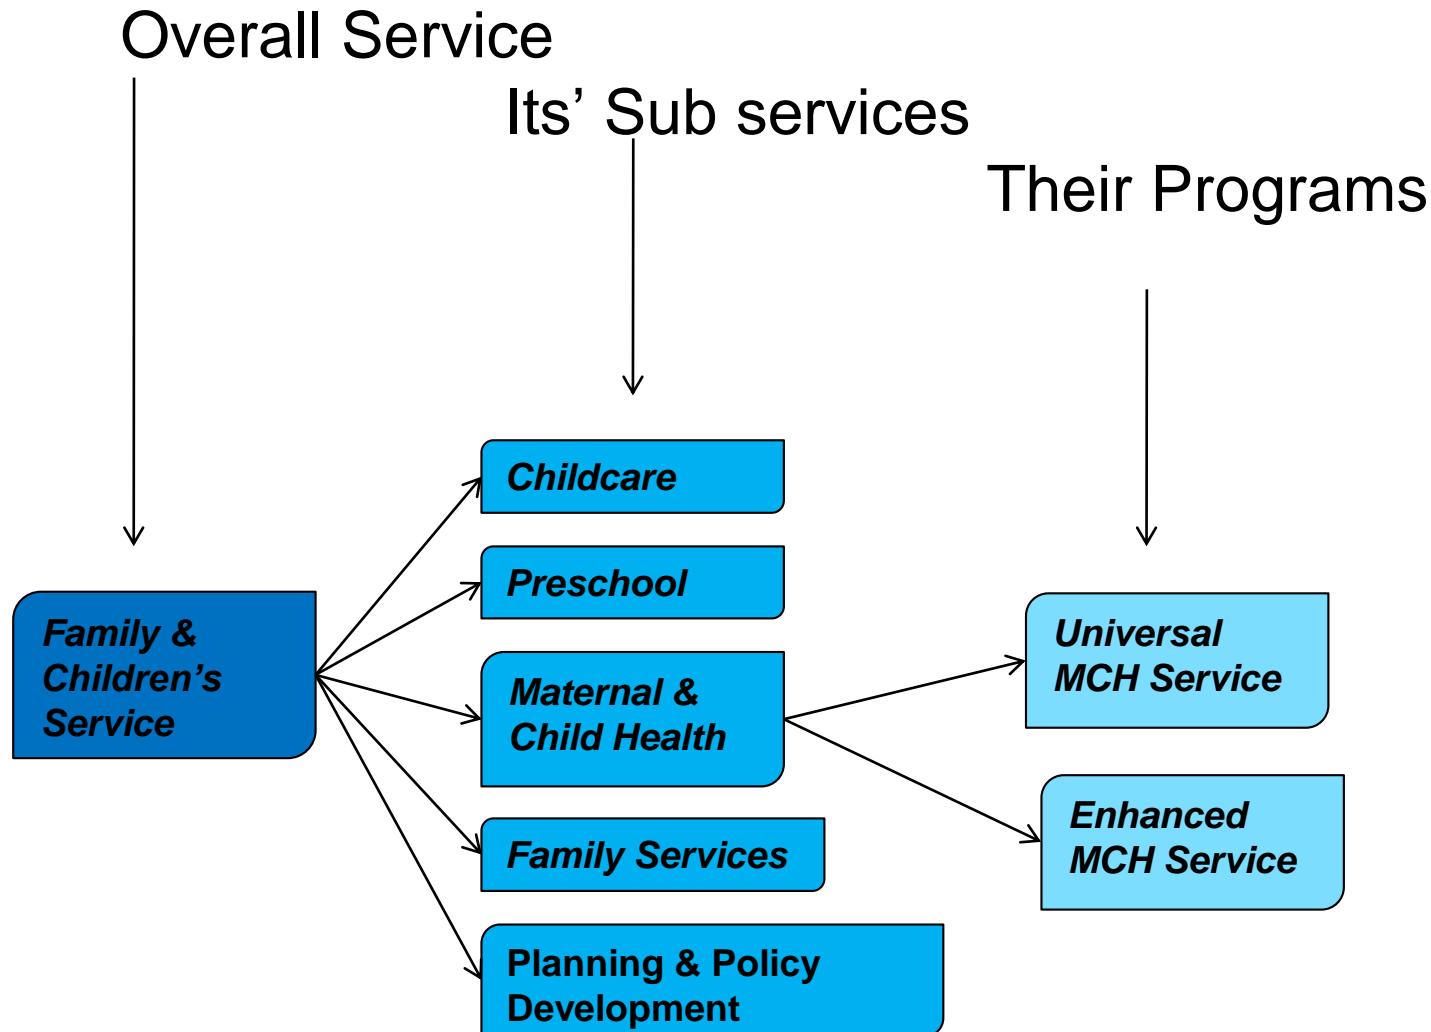 Overall Service
Its’ Sub services
Their Programs
Family &
Children’s
Service
Childcare
Preschool
Maternal &
Child Health
Family Services
Planning & Policy
Development
Universal
MCH Service
Enhanced
MCH Service